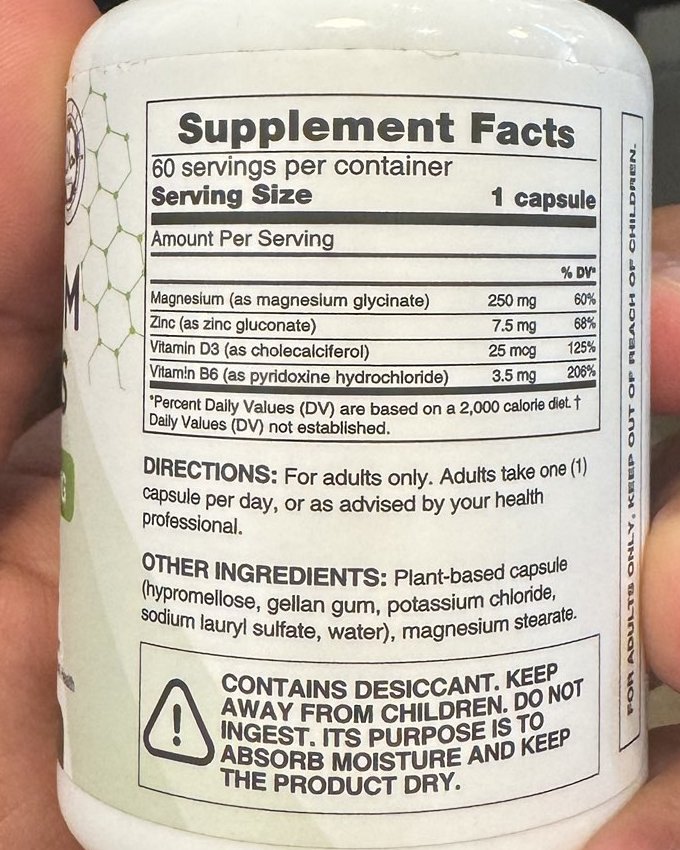 Supplement Facts
60 servings per container
Serving Size 1 capsule
Amount Per Serving
% DV*
Magnesium (as magnesium glycinate) 250 mg 60%
Zinc (as zinc gluconate) 7.5 mg 68%
Vitamin D3 (as cholecalciferol) 25 mcg 125%
Vitamin B6 (as pyridoxine hydrochloride) 3.5 mg 206%
*Percent Daily Values (DV) are based on a 2,000 calorie diet. †
Daily Values (DV) not established.
DIRECTIONS: For adults only. Adults take one (1)
capsule per day, or as advised by your health
professional.
OTHER INGREDIENTS: Plant-based capsule
(hypromellose, gellan gum, potassium chloride,
sodium lauryl sulfate, water), magnesium stearate.
CONTAINS DESICCANT. KEEP
AWAY FROM CHILDREN. DO NOT
INGEST. ITS PURPOSE IS TO
ABSORB MOISTURE AND KEEP
THE PRODUCT DRY.
FOR ADULTS ONLY. KEEP OUT OF REACH OF CHILDREN.
M
S
G